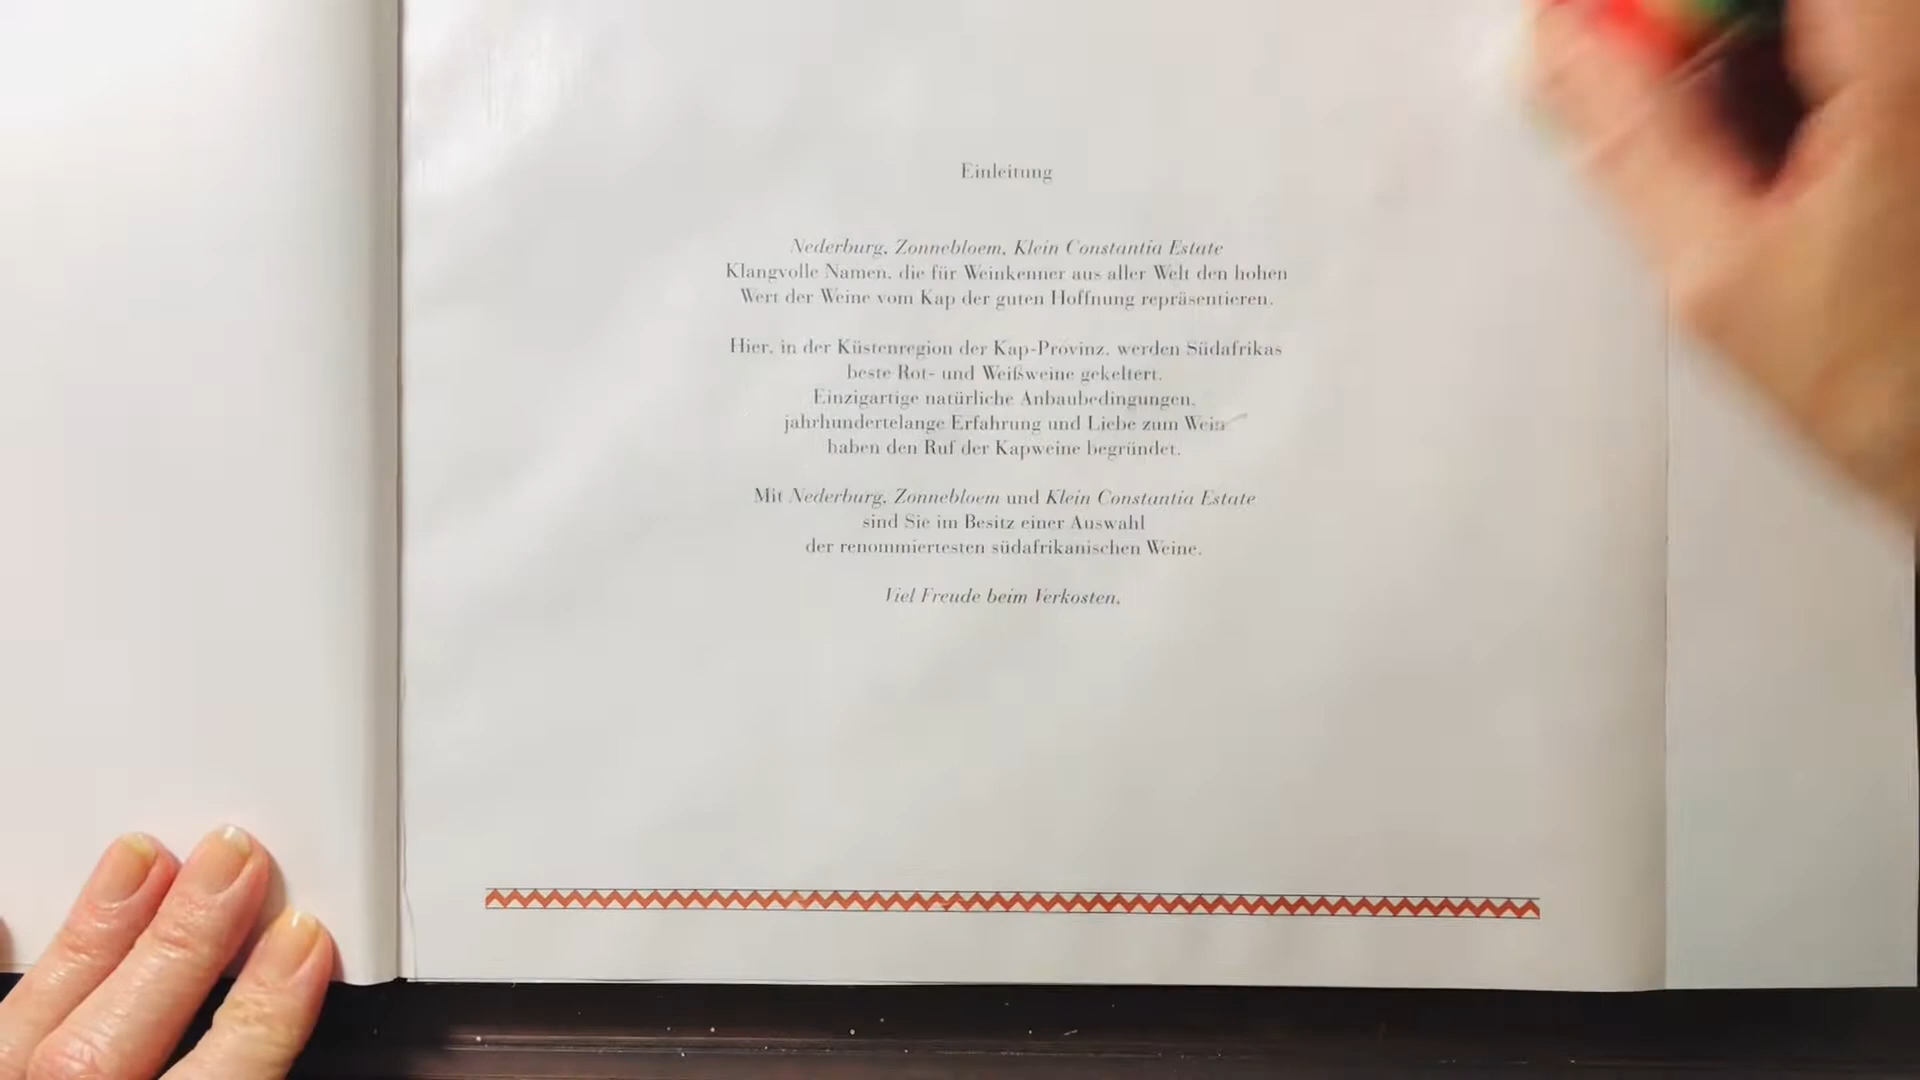 Einleitung
Nederburg, Zonnebloem, Klein Constantia Estate
Klangvolle Namen, die für Weinkenner aus aller Welt den hohen
Wert der Weine vom Kap der guten Hoffnung repräsentieren.
Hier, in der Küstenregion der Kap-Provinz, werden Südafrikas
beste Rot- und Weißweine gekeltert.
Einzigartige natürliche Anbaubedingungen,
jahrhundertelange Erfahrung und Liebe zum Wein
haben den Ruf der Kapweine begründet.
Mit Nederburg, Zonnebloem und Klein Constantia Estate
sind Sie im Besitz einer Auswahl
der renommiertesten südafrikanischen Weine.
Viel Freude beim Verkosten.